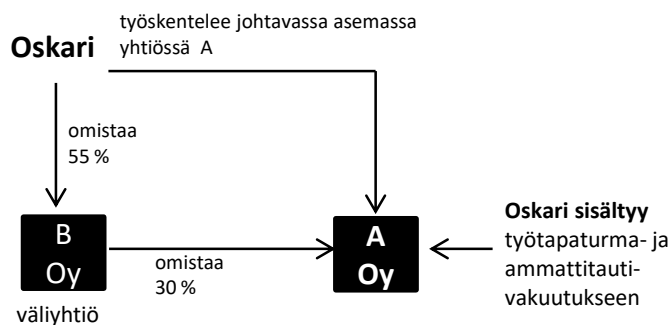 työskentelee johtavassa asemassa
yhtiössä A
Oskari
omistaa
55 %
B
Oy
väliyhtiö
omistaa
30 %
A
Oy
Oskari sisältyy
työtapaturma- ja
ammattitauti-
vakuutukseen